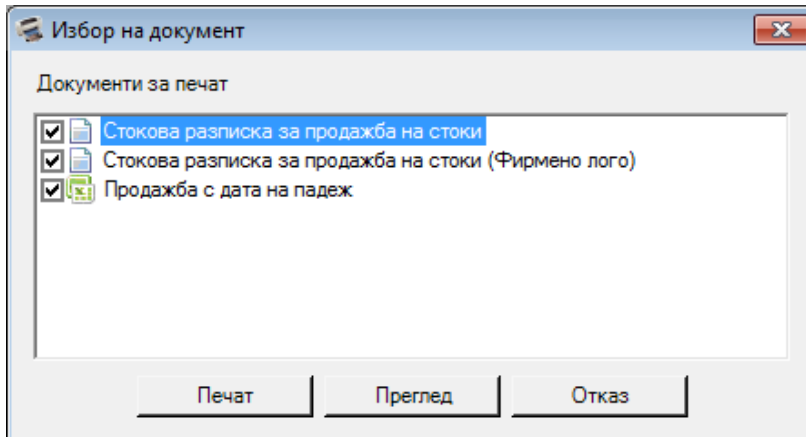 Избор на документ
Документи за печат
Стокова разписка за продажба на стоки
Стокова разписка за продажба на стоки (Фирмено лого)
Продажба с дата на падеж
Печат Преглед Отказ